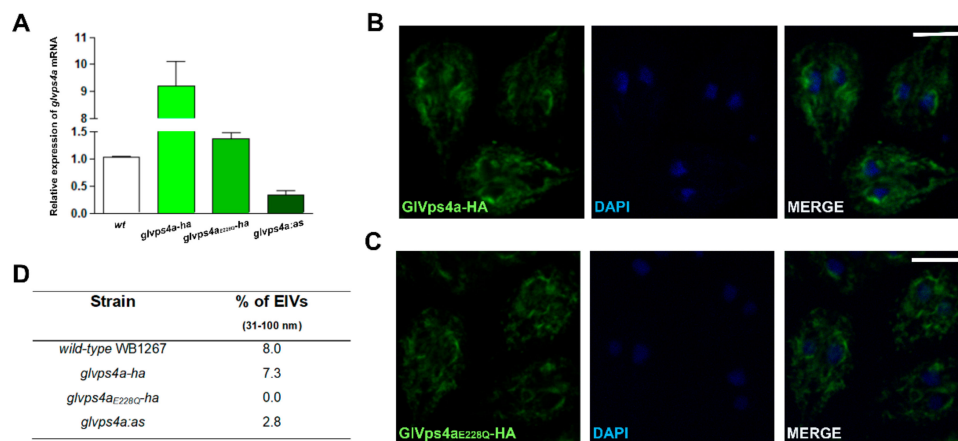 A
Relative expression of glvps4a mRNA
11
10
9
8
1.5
1.0
0.5
0.0
wt
glvps4a-ha
glvps4aE228Q-ha
glvps4a:as
B
GlVps4a-HA
DAPI
MERGE
C
GlVps4aE228Q-HA
DAPI
MERGE
D
Strain % of EIVs
(31-100 nm)
wild-type WB1267 8.0
glvps4a-ha 7.3
glvps4aE228Q-ha 0.0
glvps4a:as 2.8